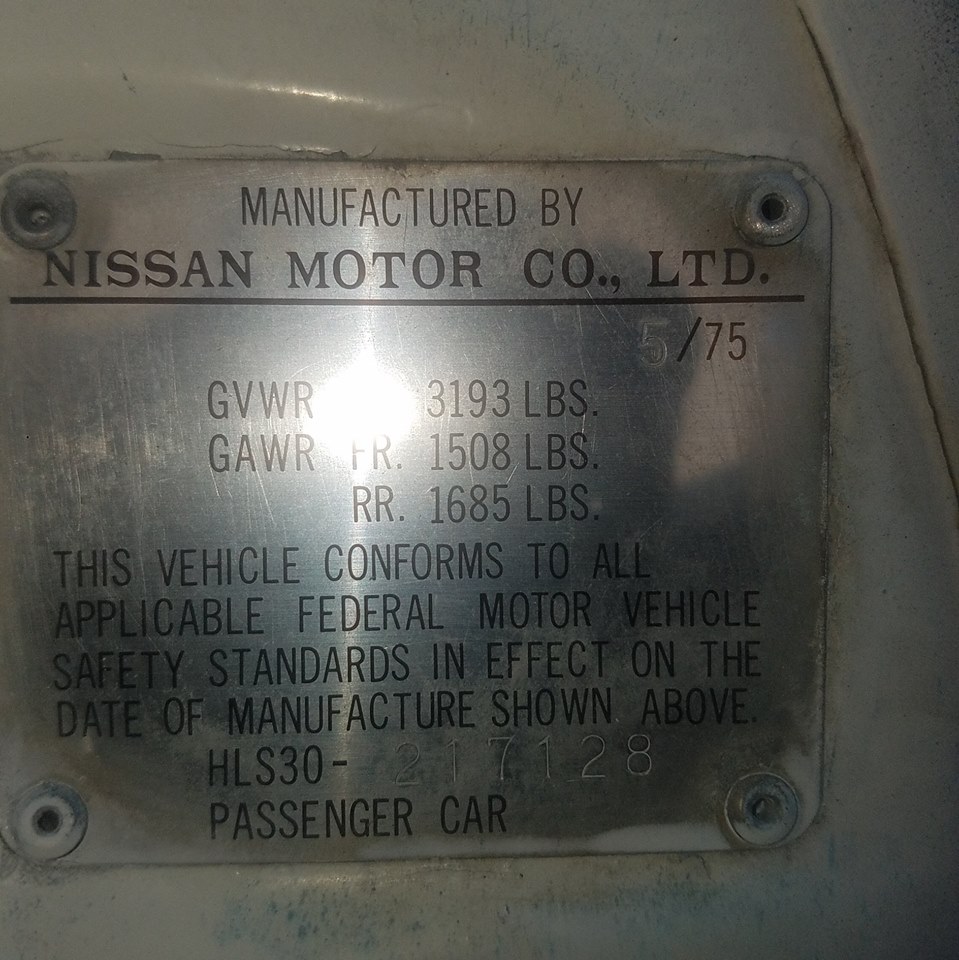 MANUFACTURED BY
NISSAN MOTOR CO., LTD.
5/75
GVWR 3193 LBS.
GAWR FR. 1508 LBS.
RR. 1685 LBS.
THIS VEHICLE CONFORMS TO ALL
APPLICABLE FEDERAL MOTOR VEHICLE
SAFETY STANDARDS IN EFFECT ON THE
DATE OF MANUFACTURE SHOWN ABOVE.
HLS30- 217128
PASSENGER CAR